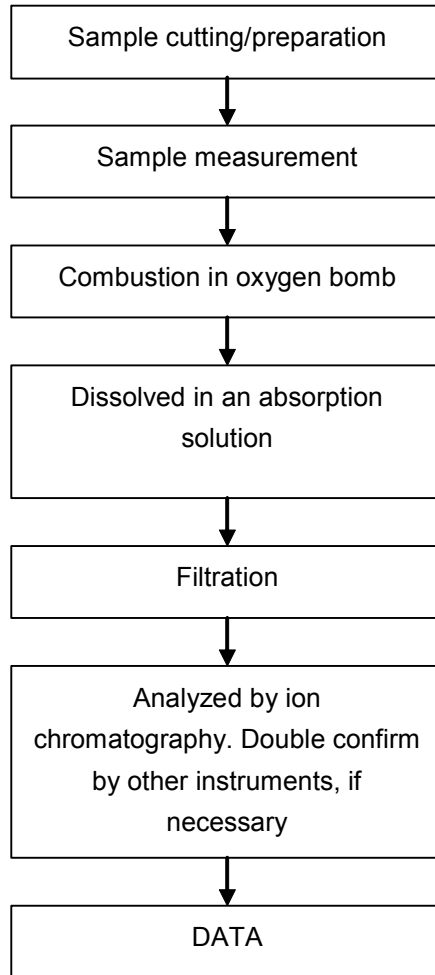 Sample cutting/preparation
Sample measurement
Combustion in oxygen bomb
Dissolved in an absorption
solution
Filtration
Analyzed by ion
chromatography. Double confirm
by other instruments, if
necessary
DATA